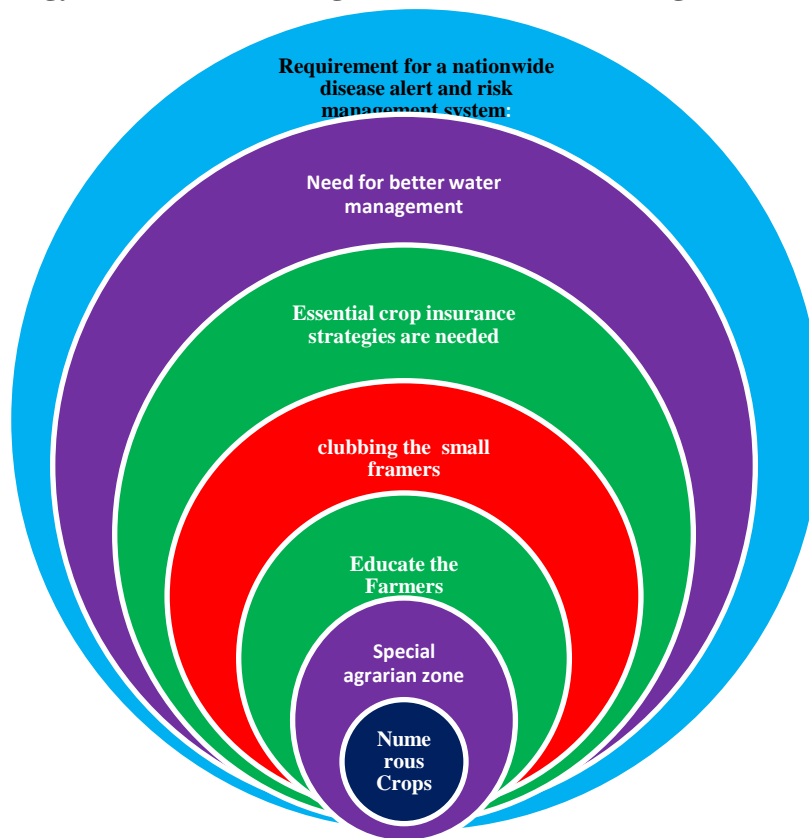 Requirement for a nationwide
disease alert and risk
management system:
Need for better water
management
Essential crop insurance
strategies are needed
clubbing the small
framers
Educate the
Farmers
Special
agrarian zone
Nume
rous
Crops